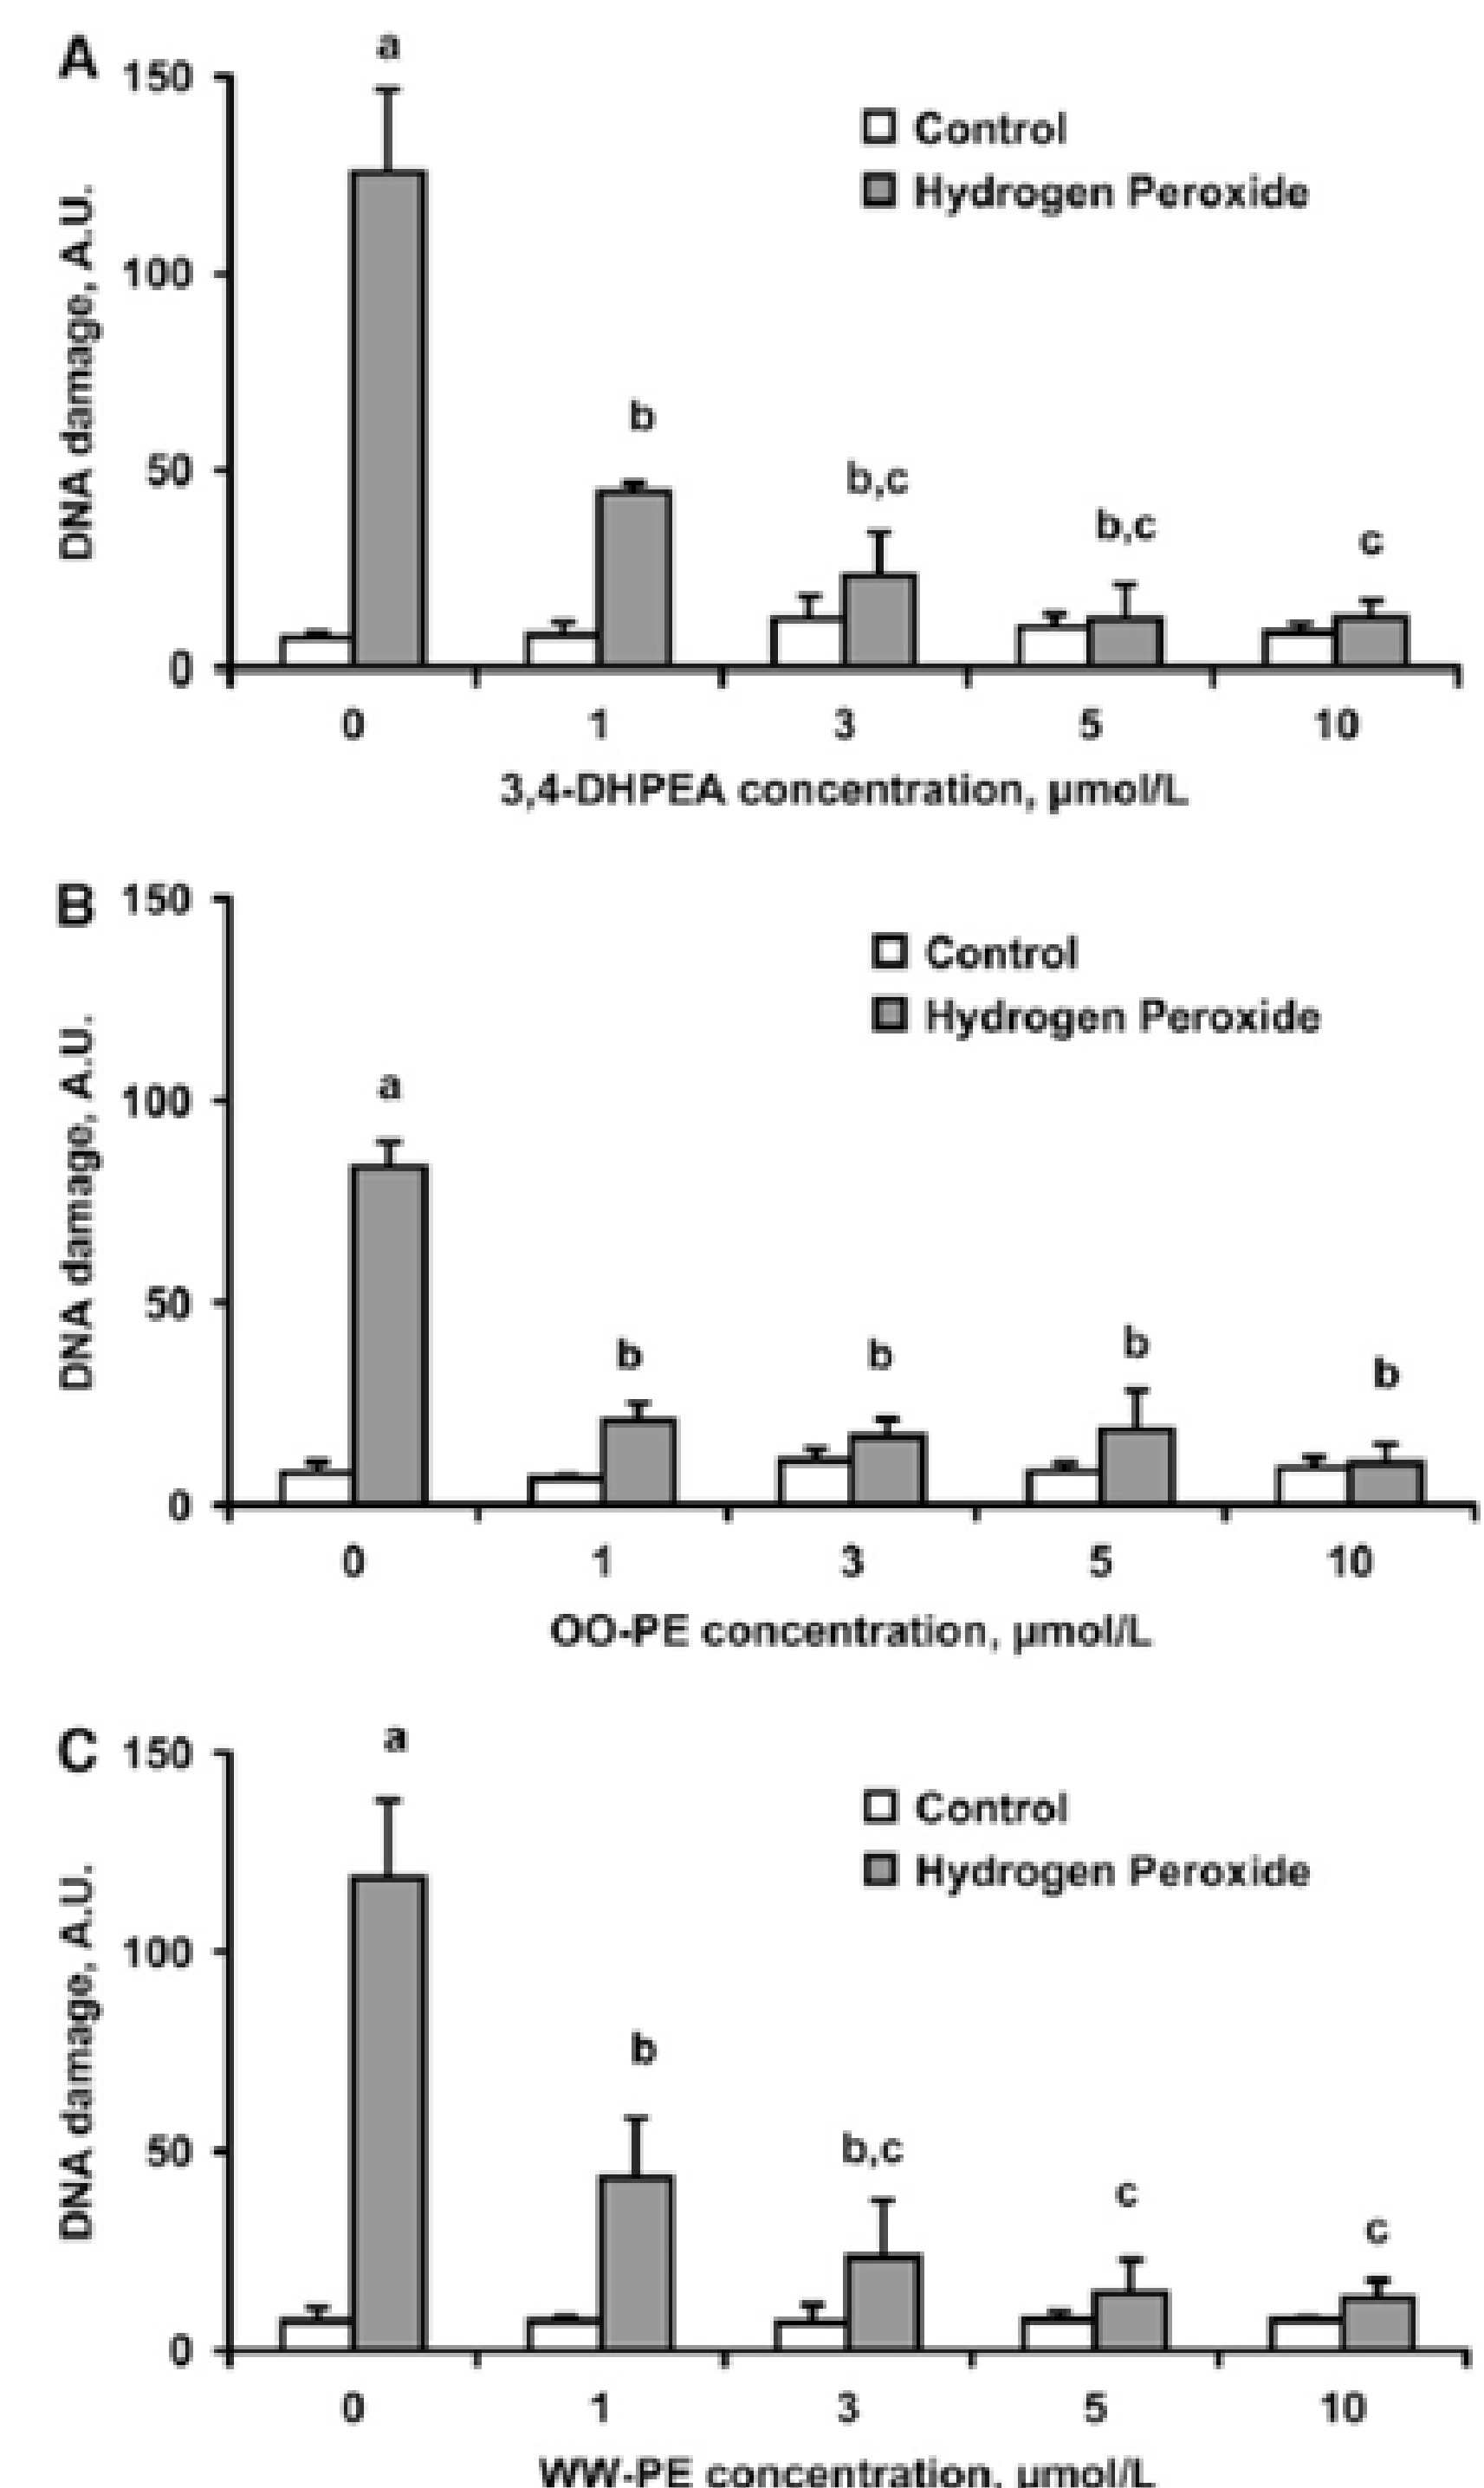 A
a
150
Control
Hydrogen Peroxide
100
DNA damage, A.U.
b
50
b,c
b,c
c
0
0 1 3 5 10
3,4-DHPEA concentration, µmol/L
B
150
Control
Hydrogen Peroxide
a
100
DNA damage, A.U.
50
b b b b
0
0 1 3 5 10
OO-PE concentration, µmol/L
C
a
150
Control
Hydrogen Peroxide
100
DNA damage, A.U.
b
50
b,c
c
c
0
0 1 3 5 10
WW-PE concentration, µmol/L